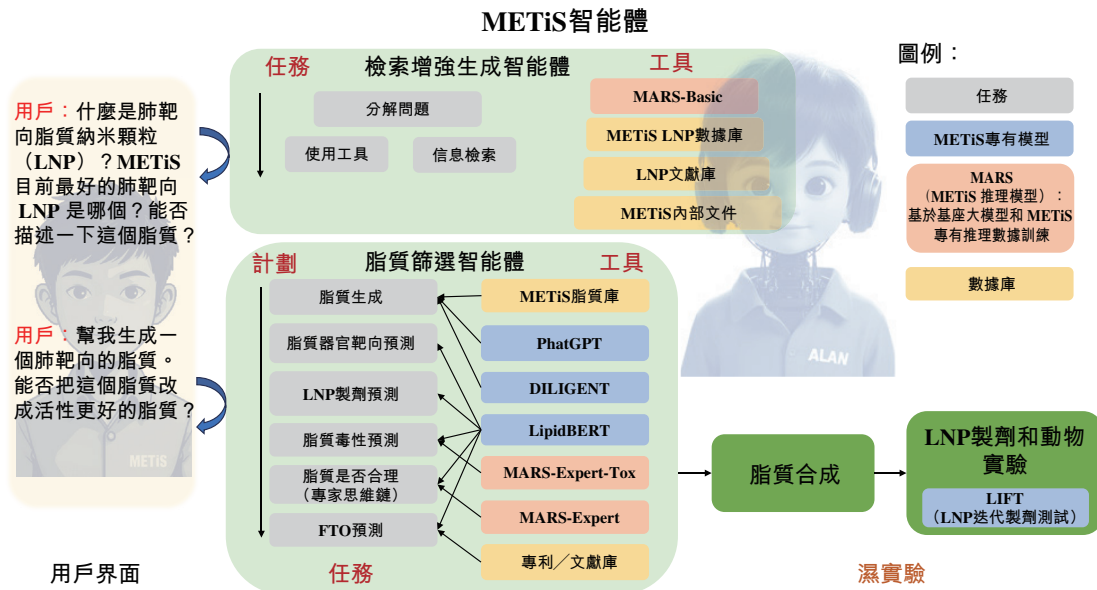 METiS智能體
任務
檢索增強生成智能體
工具
分解問題
使用工具
信息檢索
MARS-Basic
METiS LNP數據庫
LNP文獻庫
METiS內部文件
用戶：什麼是肺靶
向脂質納米顆粒
（LNP）？METiS
目前最好的肺靶向
LNP 是哪個？能否
描述一下這個脂質？
用戶：幫我生成一
個肺靶向的脂質。
能否把這個脂質改
成活性更好的脂質？
METiS
用戶界面
計劃
脂質篩選智能體
工具
脂質生成
脂質器官靶向預測
LNP製劑預測
脂質毒性預測
脂質是否合理
（專家思維鏈）
FTO預測
METiS脂質庫
PhatGPT
DILIGENT
LipidBERT
MARS-Expert-Tox
MARS-Expert
專利／文獻庫
任務
ALAN
圖例：
任務
METiS專有模型
MARS
（METiS 推理模型）：
基於基座大模型和 METiS
專有推理數據訓練
數據庫
脂質合成
LNP製劑和動物
實驗
LIFT
（LNP迭代製劑測試）
濕實驗